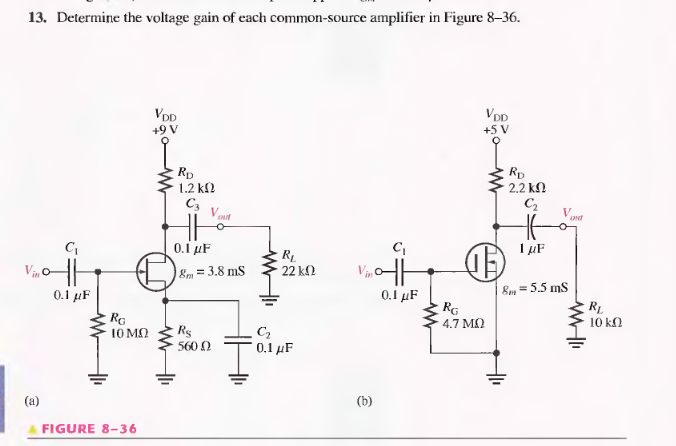 13. Determine the voltage gain of each common-source amplifier in Figure 8–36.
VDD
+9 V
RD
1.2 kΩ
C3
Vout
0.1 μF
C1
Vin
0.1 μF
gm = 3.8 mS
RL
22 kΩ
RG
10 MΩ
RS
560 Ω
C2
0.1 μF
(a)
VDD
+5 V
RD
2.2 kΩ
C2
Vout
1 μF
C1
Vin
0.1 μF
gm = 5.5 mS
RG
4.7 MΩ
RL
10 kΩ
(b)
FIGURE 8–36